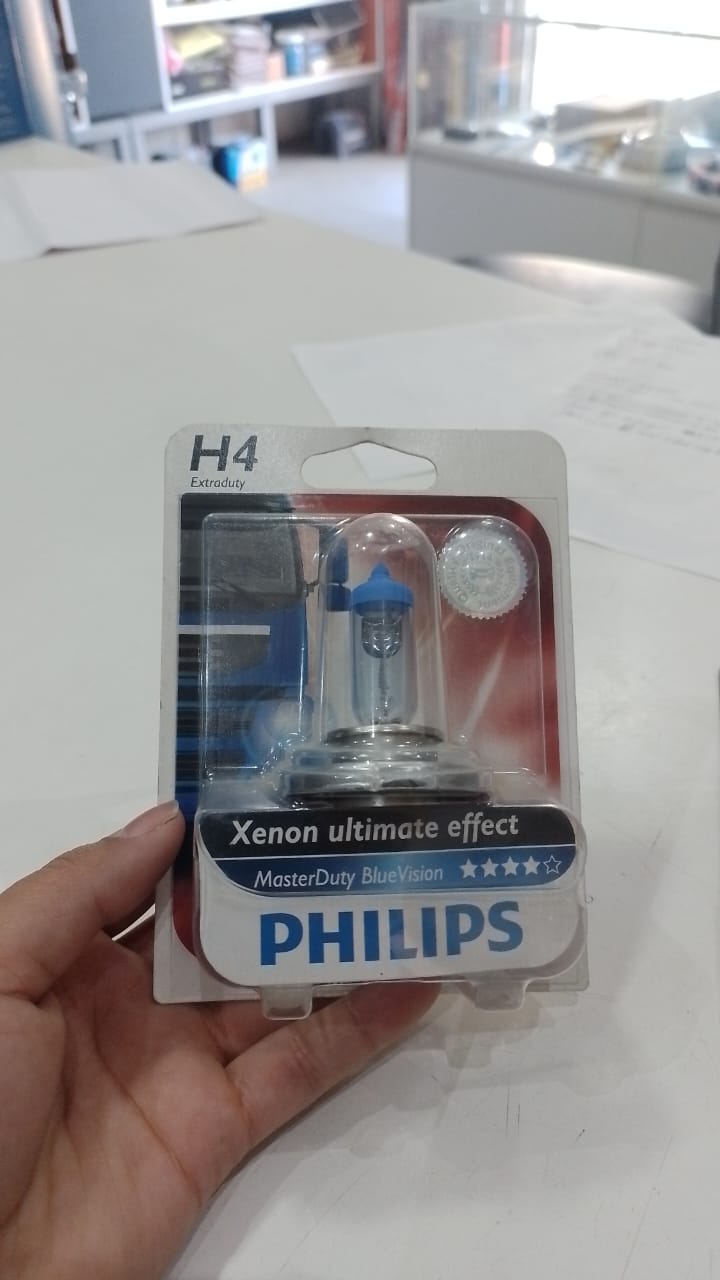 H4
Extraduty
Xenon ultimate effect
MasterDuty BlueVision
PHILIPS